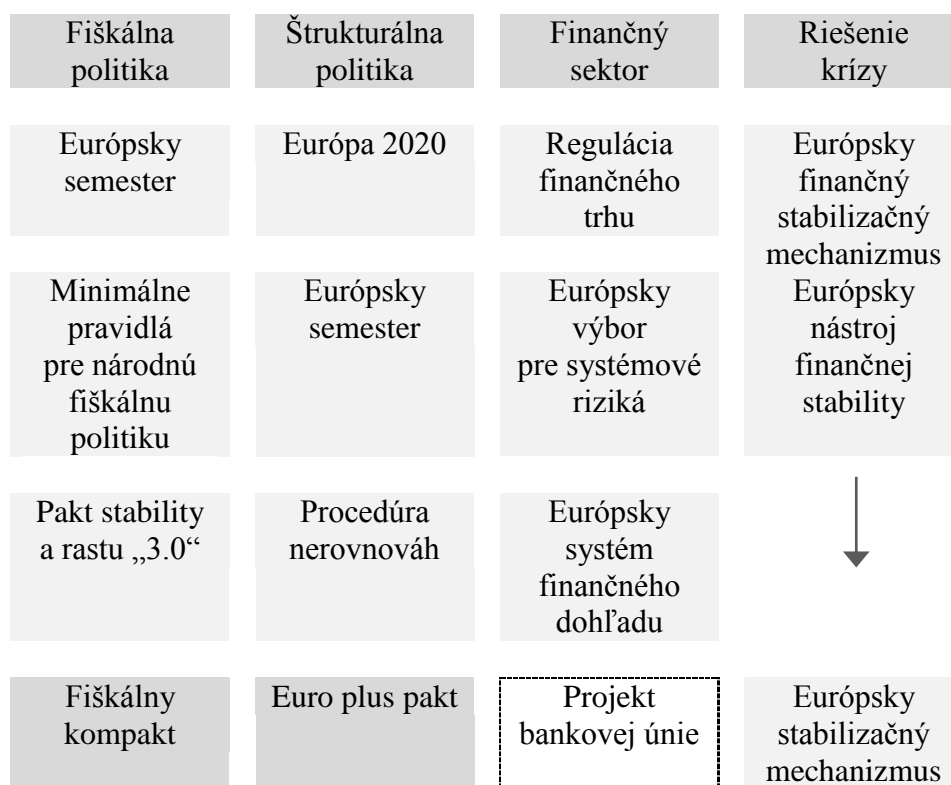 Fiškálna
politika
Štrukturálna
politika
Finančný
sektor
Riešenie
krízy
Európsky
semester
Európa 2020
Regulácia
finančného
trhu
Európsky
finančný
stabilizačný
mechanizmus
Minimálne
pravidlá
pre národnú
fiškálnu
politiku
Európsky
semester
Európsky
výbor
pre systémové
riziká
Európsky
nástroj
finančnej
stability
Pakt stability
a rastu „3.0“
Procedúra
nerovnováh
Európsky
systém
finančného
dohľadu
Fiškálny
kompakt
Euro plus pakt
Projekt
bankovej únie
Európsky
stabilizačný
mechanizmus